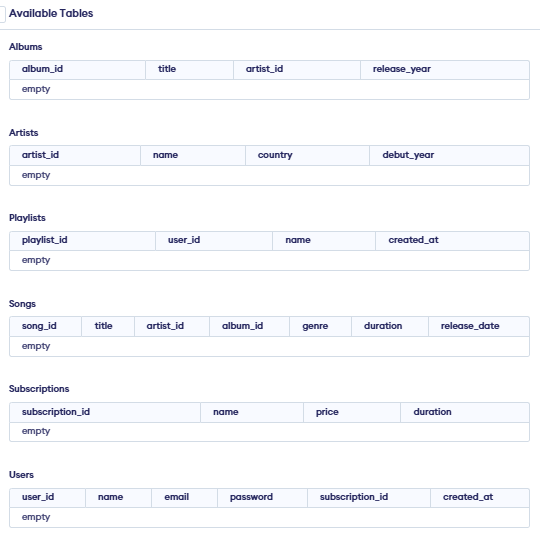 Available Tables
Albums
album_id title artist_id release_year
empty
Artists
artist_id name country debut_year
empty
Playlists
playlist_id user_id name created_at
empty
Songs
song_id title artist_id album_id genre duration release_date
empty
Subscriptions
subscription_id name price duration
empty
Users
user_id name email password subscription_id created_at
empty